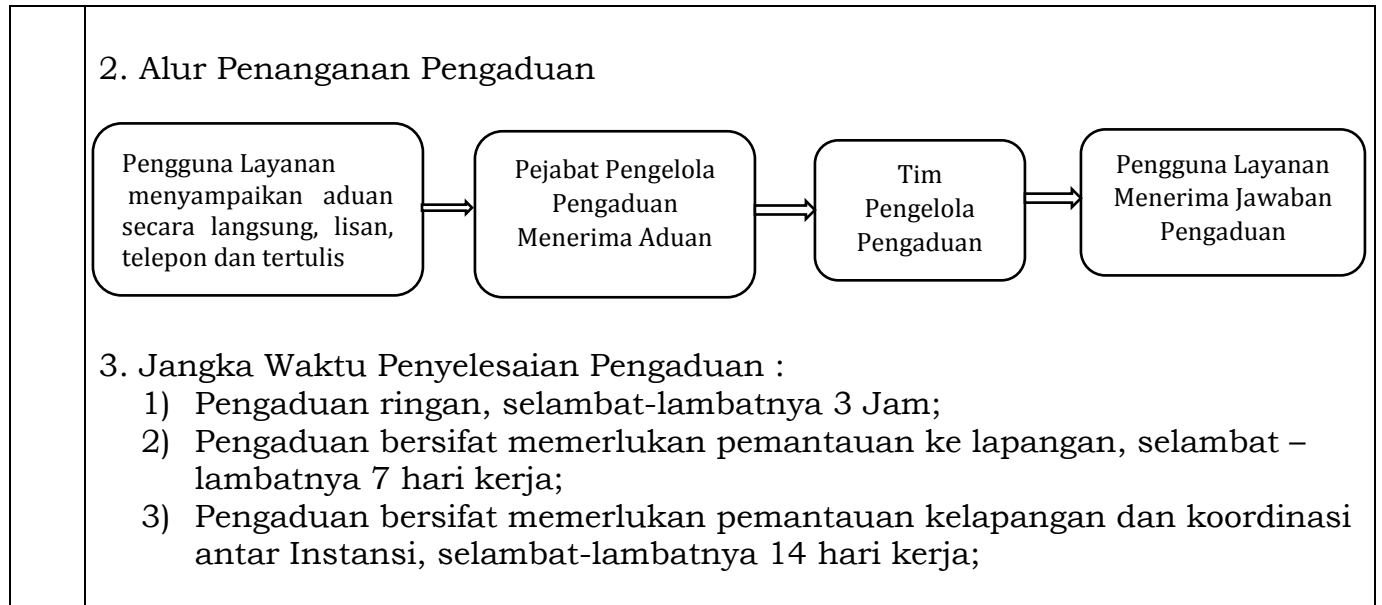 2. Alur Penanganan Pengaduan
Pengguna Layanan
menyampaikan aduan
secara langsung, lisan,
telepon dan tertulis
Pejabat Pengelola
Pengaduan
Menerima Aduan
Tim
Pengelola
Pengaduan
Pengguna Layanan
Menerima Jawaban
Pengaduan
3. Jangka Waktu Penyelesaian Pengaduan :
1) Pengaduan ringan, selambat-lambatnya 3 Jam;
2) Pengaduan bersifat memerlukan pemantauan ke lapangan, selambat –
lambatnya 7 hari kerja;
3) Pengaduan bersifat memerlukan pemantauan kelapangan dan koordinasi
antar Instansi, selambat-lambatnya 14 hari kerja;